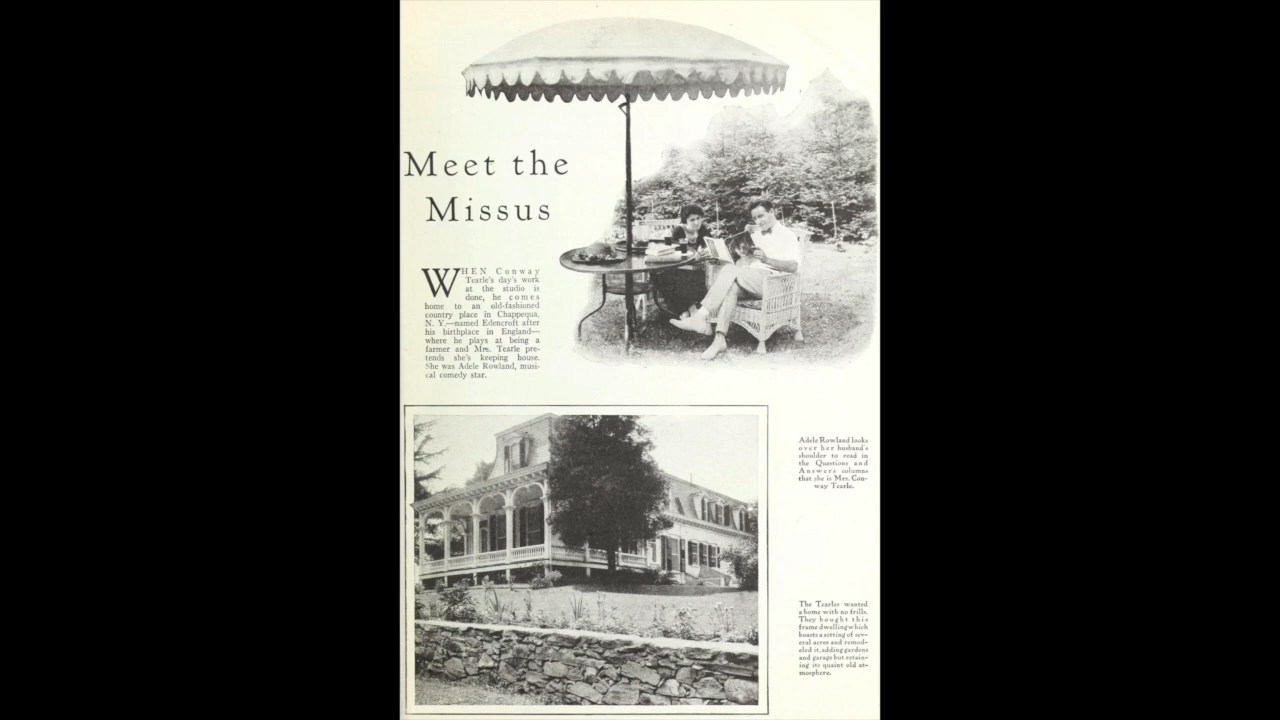 Meet the
Missus
WHEN Conway
Tearle's day's work
at the studio is
done, he comes
home to an old-fashioned
country place in Chappequa,
N. Y.—named Edencroft after
his birthplace in England—
where he plays at being a
farmer and Mrs. Tearle pre-
tends she's keeping house.
She was Adele Rowland, musi-
cal comedy star.
Adele Rowland looks
over her husband's
shoulder to read in
the Questions and
Answers columns
that she is Mrs. Con-
way Tearle.
The Tearles wanted
a home with no frills.
They bought this
frame dwelling which
boasts a setting of sev-
eral acres and remod-
eled it, adding gardens
and garage but retain-
ing its quaint old at-
mosphere.